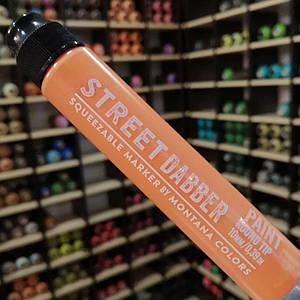 STREET DABBER
SQUEEZABLE MARKER BY MONTANA COLORS
PAINT
ROUND TIP
10mm/0,39in